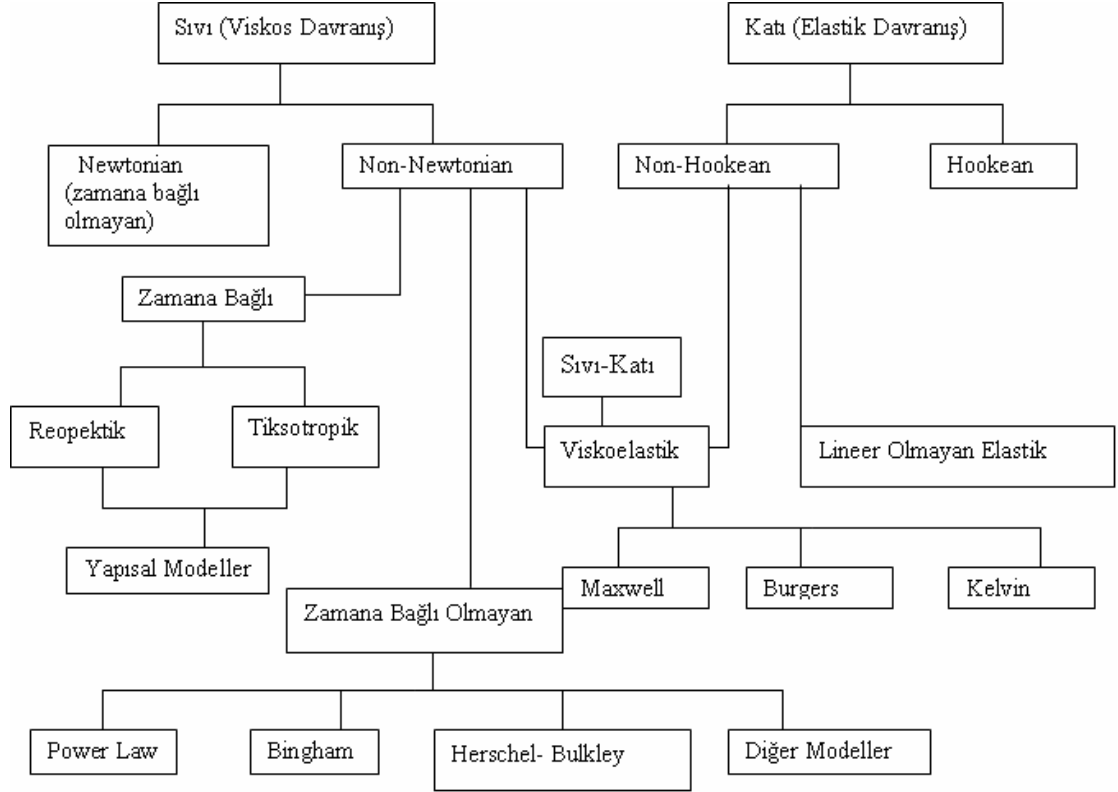 Sıvı (Viskos Davranış)
Katı (Elastik Davranış)
Newtonian
(zamana bağlı
olmayan)
Non-Newtonian
Non-Hookean
Hookean
Zamana Bağlı
Sıvı-Katı
Reopektik
Tiksotropik
Viskoelastik
Lineer Olmayan Elastik
Yapısal Modeller
Maxwell
Burgers
Kelvin
Zamana Bağlı Olmayan
Power Law
Bingham
Herschel- Bulkley
Diğer Modeller